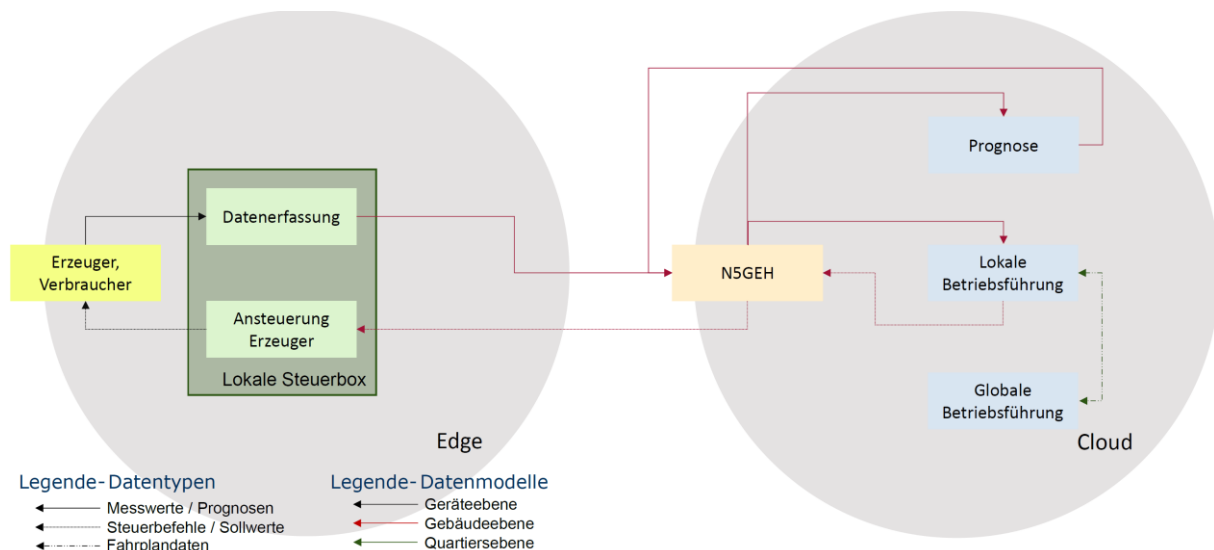 Prognose
Datenerfassung
Erzeuger,
Verbraucher
N5GEH
Lokale
Betriebsführung
Ansteuerung
Erzeuger
Lokale Steuerbox
Globale
Betriebsführung
Edge
Cloud
Legende-Datentypen
Messwerte / Prognosen
Steuerbefehle / Sollwerte
Fahrplandaten
Legende-Datenmodelle
Geräteebene
Gebäudeebene
Quartiersebene